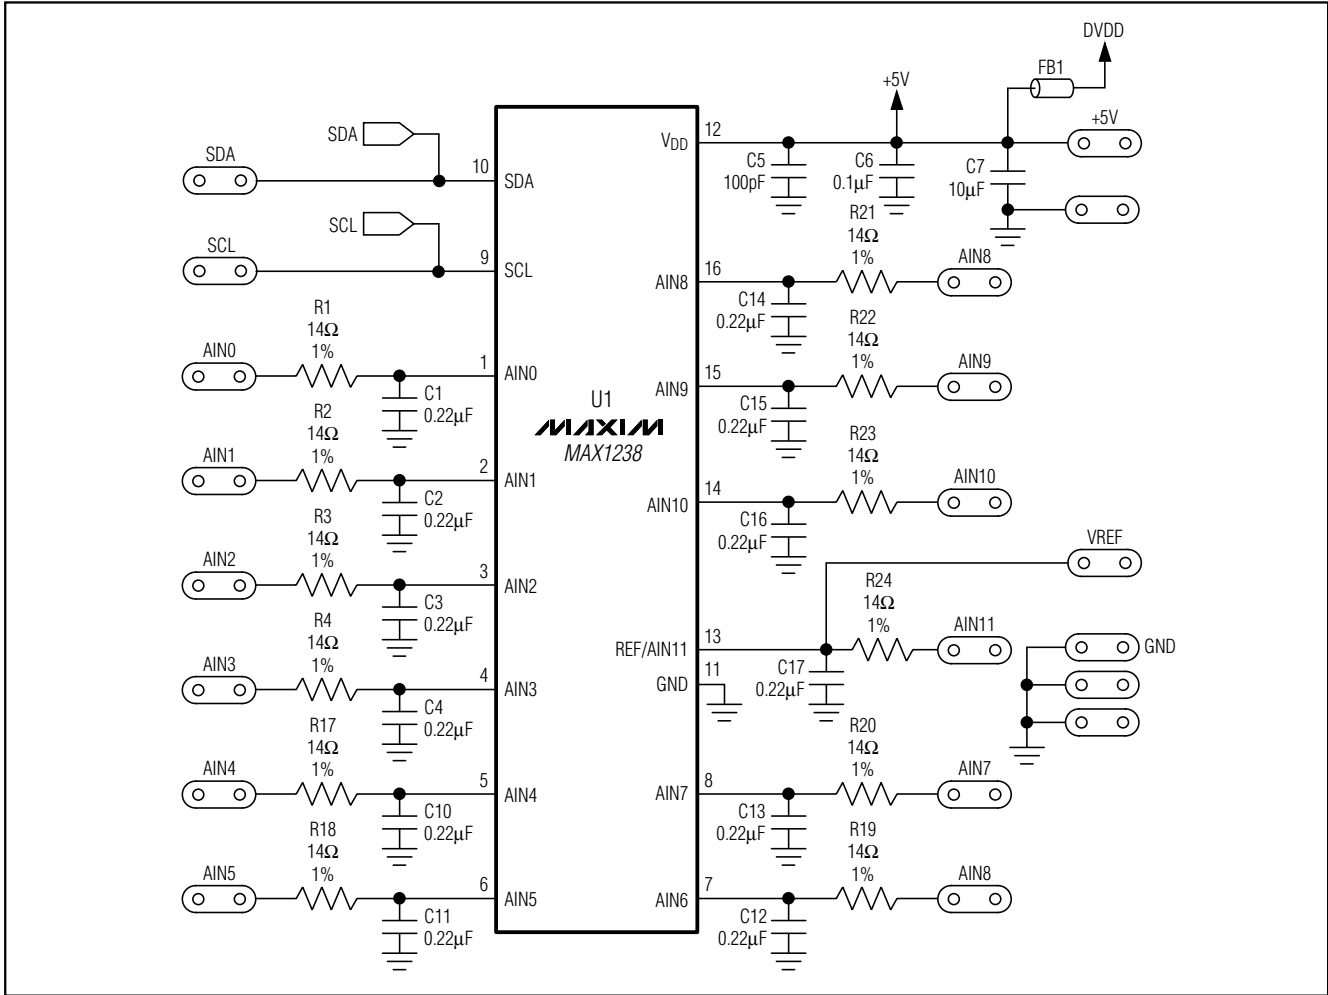 DVDD
FB1
+5V
+5V
SDA
SDA
10
SDA
VDD
12
C5
100pF
C6
0.1µF
C7
10µF
SCL
SCL
9
SCL
R21
14Ω
1%
AIN8
16
AIN8
C14
0.22µF
R1
14Ω
1%
AIN0
1
AIN0
C1
0.22µF
R22
14Ω
1%
AIN9
15
AIN9
C15
0.22µF
U1
MAXIM
MAX1238
R2
14Ω
1%
AIN1
2
AIN1
C2
0.22µF
R23
14Ω
1%
AIN10
14
AIN10
C16
0.22µF
R3
14Ω
1%
AIN2
3
AIN2
C3
0.22µF
VREF
R24
14Ω
1%
AIN11
13
REF/AIN11
C17
0.22µF
11
GND
GND
R4
14Ω
1%
AIN3
4
AIN3
C4
0.22µF
R17
14Ω
1%
AIN4
5
AIN4
C10
0.22µF
R20
14Ω
1%
AIN7
8
AIN7
C13
0.22µF
R18
14Ω
1%
AIN5
6
AIN5
C11
0.22µF
R19
14Ω
1%
AIN8
7
AIN6
C12
0.22µF